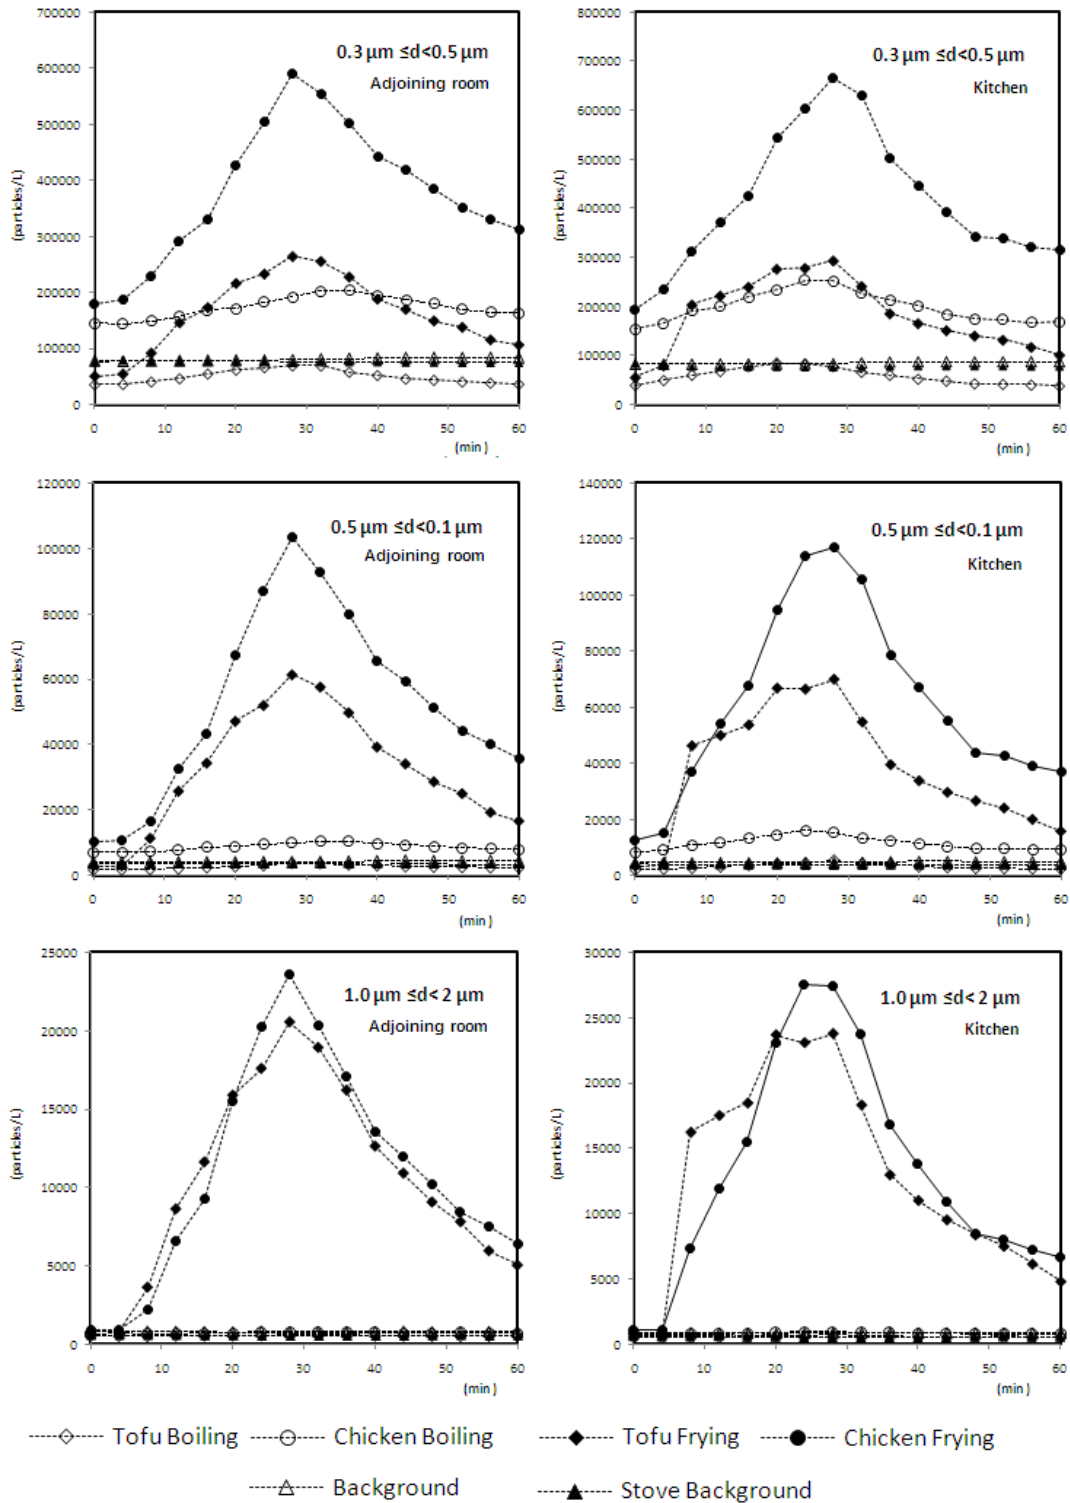 700000
600000
500000
400000
300000
200000
100000
0
(particles/L)
0.3 µm ≤d<0.5 µm
Adjoining room
0 10 20 30 40 50 60
(min)
800000
700000
600000
500000
400000
300000
200000
100000
0
(particles/L)
0.3 µm ≤d<0.5 µm
Kitchen
0 10 20 30 40 50 60
(min)
120000
100000
80000
60000
40000
20000
0
(particles/L)
0.5 µm ≤d<0.1 µm
Adjoining room
0 10 20 30 40 50 60
(min)
140000
120000
100000
80000
60000
40000
20000
0
(particles/L)
0.5 µm ≤d<0.1 µm
Kitchen
0 10 20 30 40 50 60
(min)
25000
20000
15000
10000
5000
0
(particles/L)
1.0 µm ≤d< 2 µm
Adjoining room
0 10 20 30 40 50 60
(min)
30000
25000
20000
15000
10000
5000
0
(particles/L)
1.0 µm ≤d< 2 µm
Kitchen
0 10 20 30 40 50 60
(min)
Tofu Boiling Chicken Boiling Tofu Frying Chicken Frying
Background Stove Background